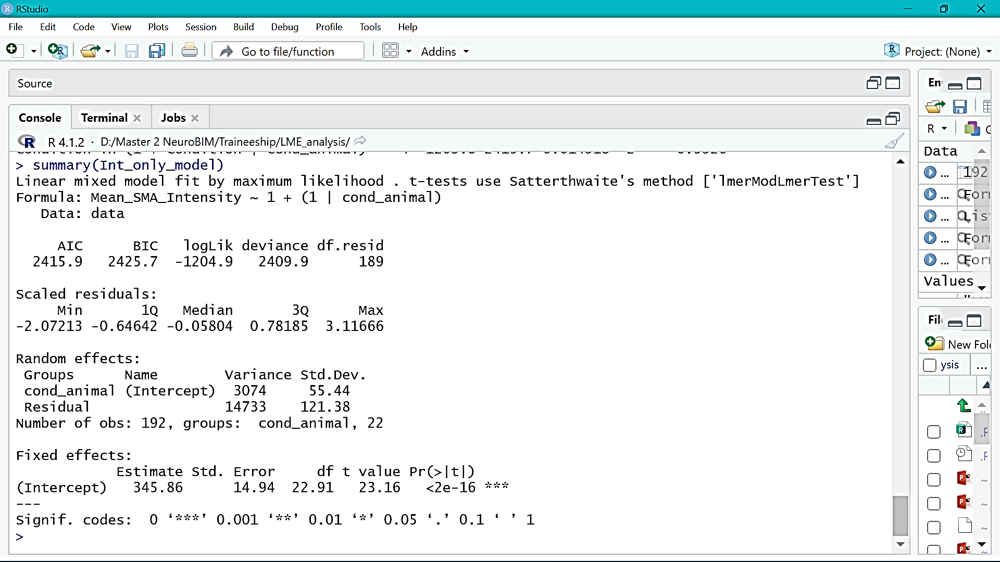 RStudio
File Edit Code View Plots Session Build Debug Profile Tools Help
Go to file/function Addins Project: (None)
Source
Console Terminal Jobs
R 4.1.2 · D:/Master 2 NeuroBIM/Traineeship/LME_analysis/
> summary(Int_only_model)
Linear mixed model fit by maximum likelihood . t-tests use Satterthwaite's method ['lmerModLmerTest']
Formula: Mean_SMA_Intensity ~ 1 + (1 | cond_animal)
Data: data
AIC BIC logLik deviance df.resid
2415.9 2425.7 -1204.9 2409.9 189
Scaled residuals:
Min 1Q Median 3Q Max
-2.07213 -0.64642 -0.05804 0.78185 3.11666
Random effects:
Groups Name Variance Std.Dev.
cond_animal (Intercept) 3074 55.44
Residual 14733 121.38
Number of obs: 192, groups: cond_animal, 22
Fixed effects:
Estimate Std. Error df t value Pr(>|t|)
(Intercept) 345.86 14.94 22.91 23.16 <2e-16 ***
---
Signif. codes: 0 ‘***’ 0.001 ‘**’ 0.01 ‘*’ 0.05 ‘.’ 0.1 ‘ ’ 1
>
En
R
Data
... 192
... For
... Lis
... For
... For
Values
Fil
New Fol
ysis ...